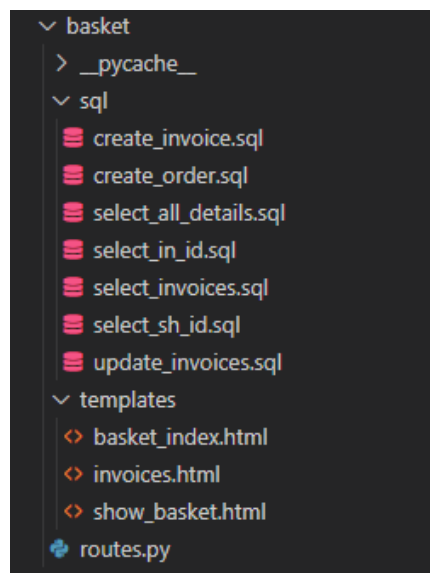 basket
__pycache__
sql
create_invoice.sql
create_order.sql
select_all_details.sql
select_in_id.sql
select_invoices.sql
select_sh_id.sql
update_invoices.sql
templates
basket_index.html
invoices.html
show_basket.html
routes.py